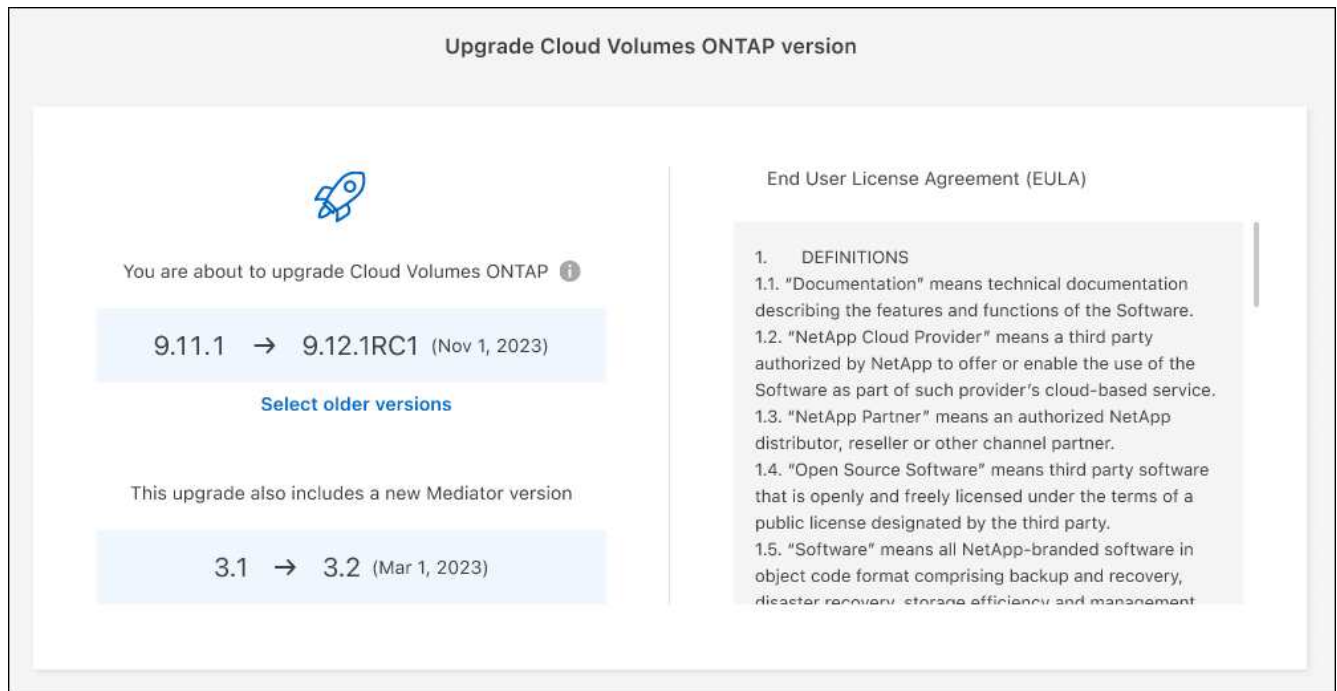 Upgrade Cloud Volumes ONTAP version
You are about to upgrade Cloud Volumes ONTAP
9.11.1 → 9.12.1RC1 (Nov 1, 2023)
Select older versions
This upgrade also includes a new Mediator version
3.1 → 3.2 (Mar 1, 2023)
End User License Agreement (EULA)
1. DEFINITIONS
1.1. “Documentation” means technical documentation
describing the features and functions of the Software.
1.2. “NetApp Cloud Provider” means a third party
authorized by NetApp to offer or enable the use of the
Software as part of such provider’s cloud-based service.
1.3. “NetApp Partner” means an authorized NetApp
distributor, reseller or other channel partner.
1.4. “Open Source Software” means third party software
that is openly and freely licensed under the terms of a
public license designated by the third party.
1.5. “Software” means all NetApp-branded software in
object code format comprising backup and recovery,
disaster recovery, storage efficiency and management